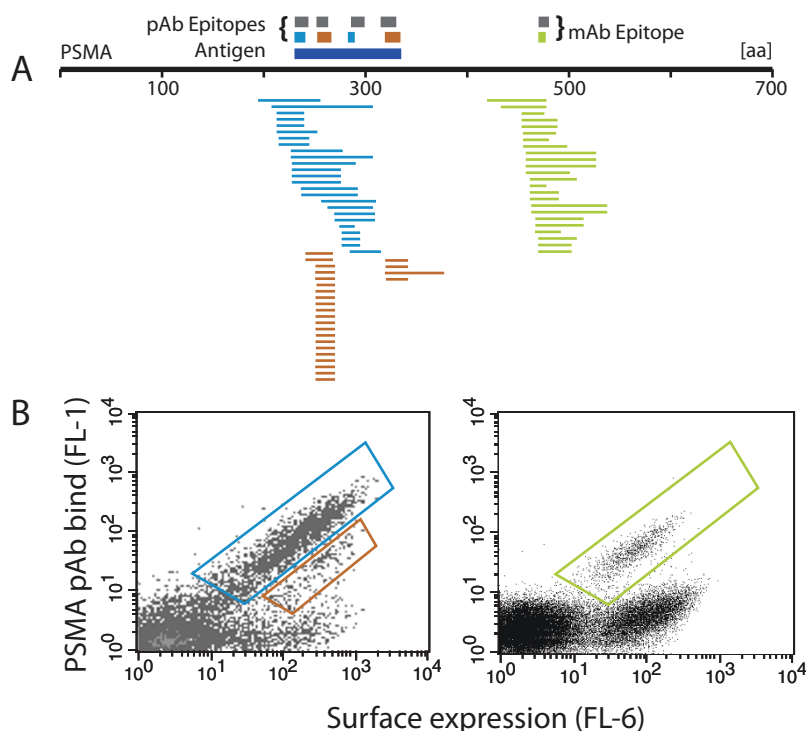 pAb Epitopes { } mAb Epitope
PSMA Antigen [aa]
A
100 300 500 700
B
PSMA pAb bind (FL-1)
10^4
10^3
10^2
10^1
10^0
10^0 10^1 10^2 10^3 10^4
10^4
10^3
10^2
10^1
10^0
10^0 10^1 10^2 10^3 10^4
Surface expression (FL-6)